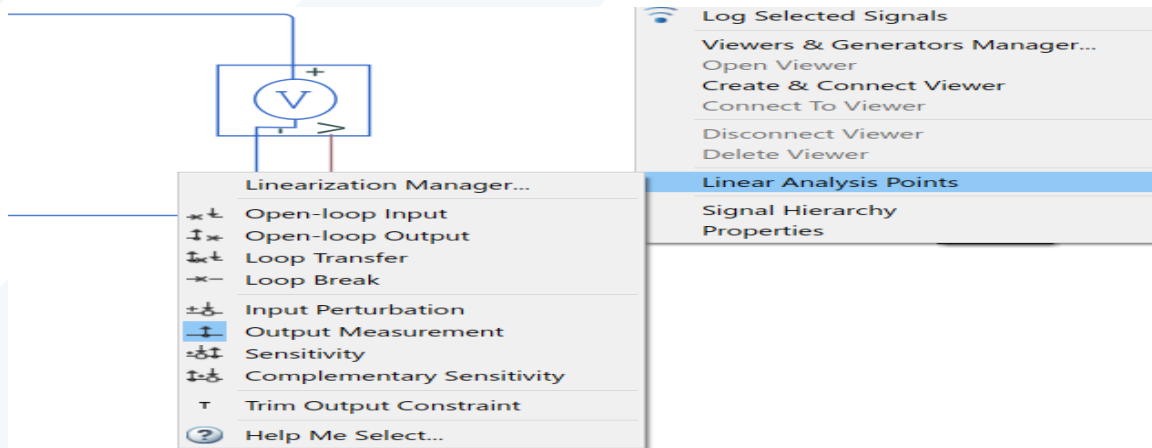 Log Selected Signals
Viewers & Generators Manager...
Open Viewer
Create & Connect Viewer
Connect To Viewer
Disconnect Viewer
Delete Viewer
Linear Analysis Points
Signal Hierarchy
Properties
+
V
-
V
Linearization Manager...
Open-loop Input
Open-loop Output
Loop Transfer
Loop Break
Input Perturbation
Output Measurement
Sensitivity
Complementary Sensitivity
T Trim Output Constraint
? Help Me Select...